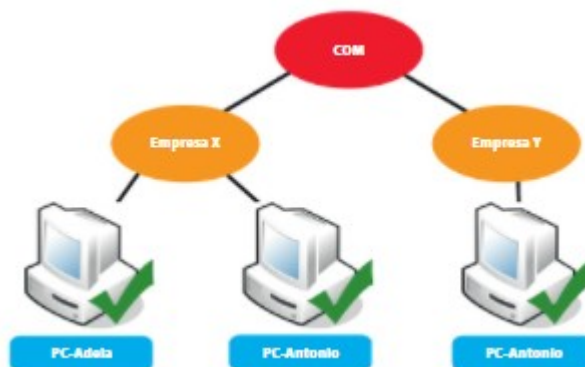 COM
Empresa X
Empresa Y
PC-Adela
PC-Antonio
PC-Antonio